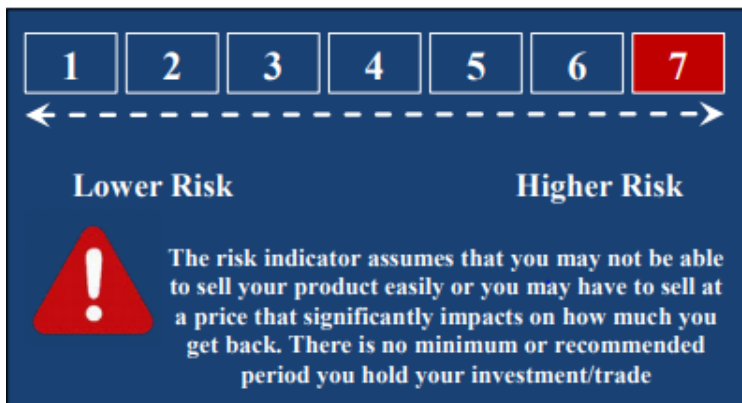 1 2 3 4 5 6 7
Lower Risk Higher Risk
The risk indicator assumes that you may not be able
to sell your product easily or you may have to sell at
a price that significantly impacts on how much you
get back. There is no minimum or recommended
period you hold your investment/trade